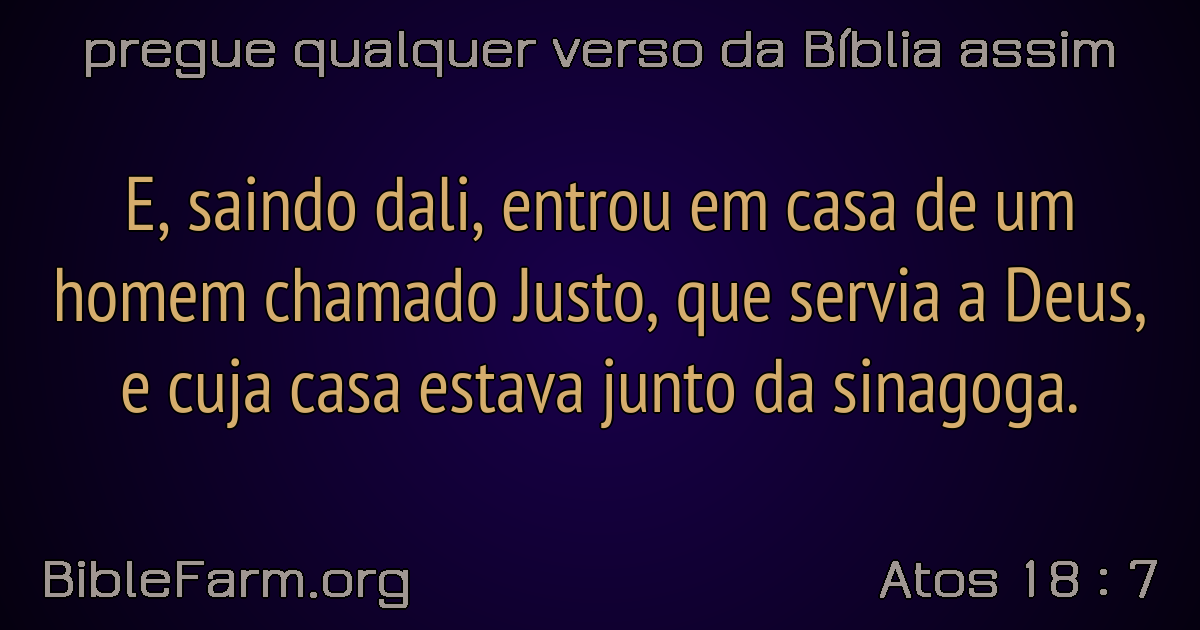 pregue qualquer verso da Bíblia assim
E, saindo dali, entrou em casa de um
homem chamado Justo, que servia a Deus,
e cuja casa estava junto da sinagoga.
BibleFarm.org
Atos 18 : 7